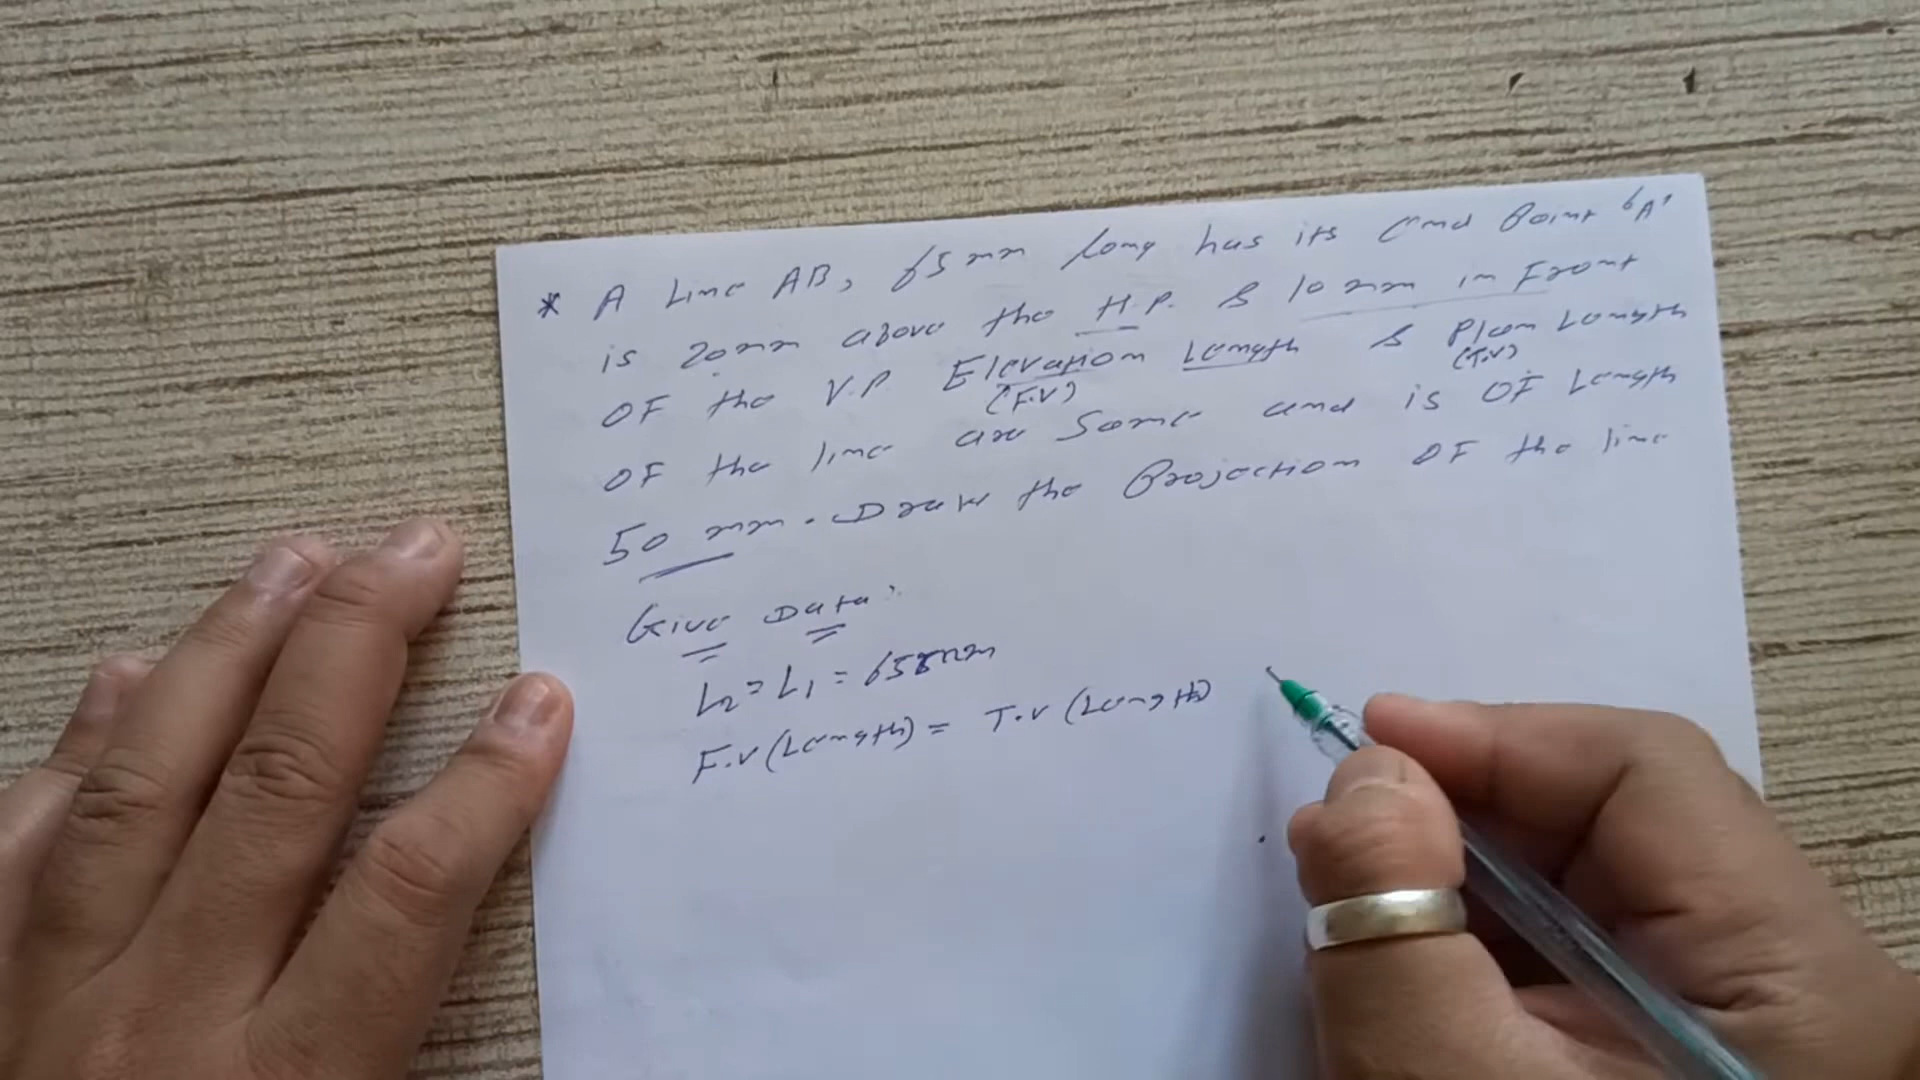 * A Line AB, 65 mm long has its end Point 'A'
is 20mm above the H.P. & 10 mm in Front
OF the V.P. Elevation Length & Plan Length
(F.V) (T.V)
OF the line are Same and is OF Length
50 mm. Draw the Projection OF the line
Give Data:
L2 = L1 = 65mm
F.V (Length) = T.V (Length)